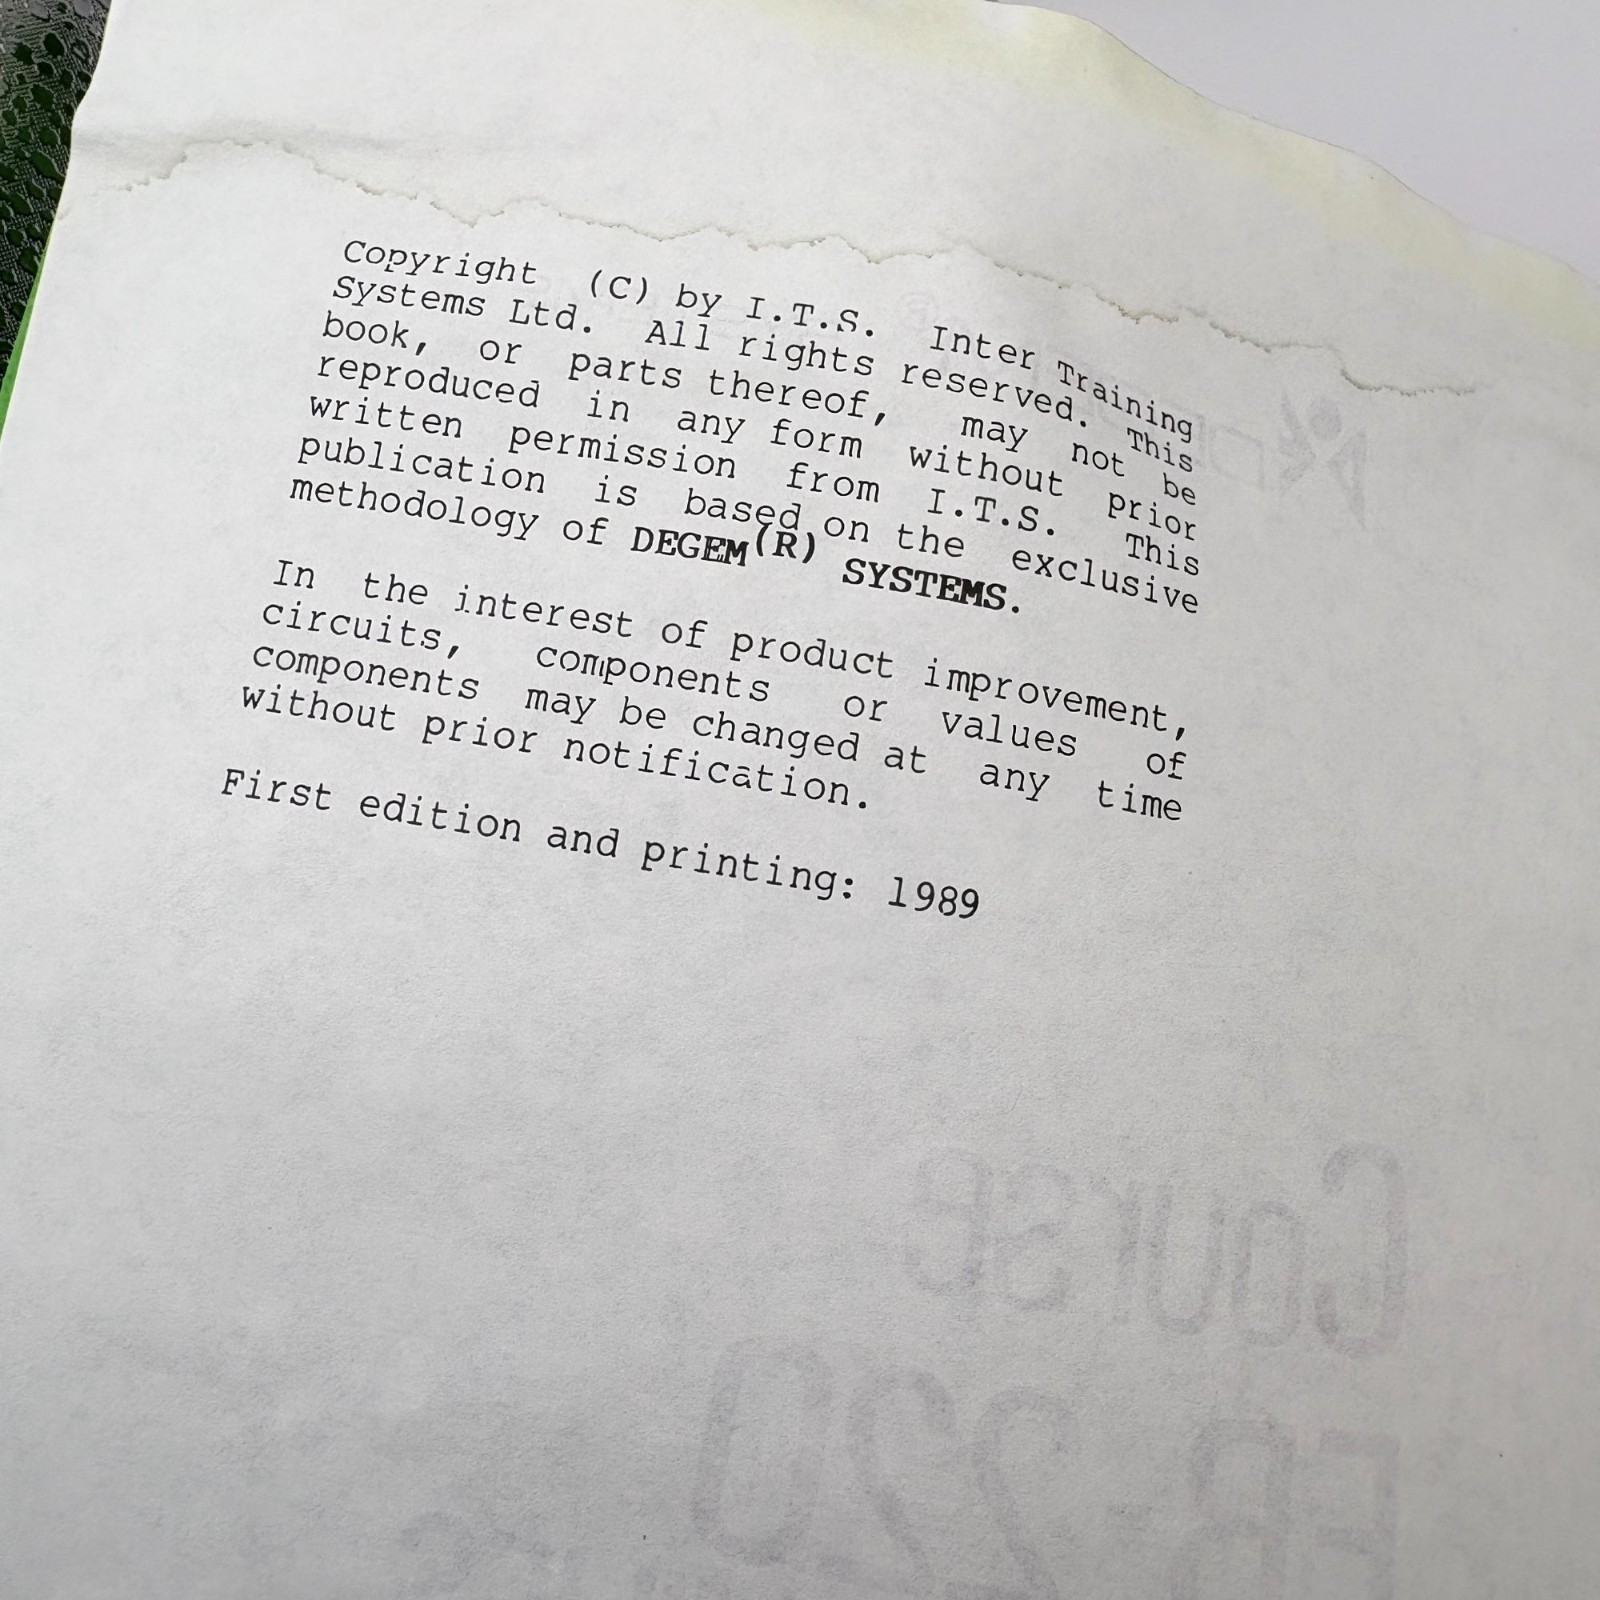 Copyright (C) by I.T.S. Inter Training
Systems Ltd. All rights reserved. This
book, or parts thereof, may not be
reproduced in any form without prior
written permission from I.T.S. This
publication is based on the exclusive
methodology of DEGEM(R) SYSTEMS.
In the interest of product improvement,
circuits, components or values of
components may be changed at any time
without prior notification.
First edition and printing: 1989
Course